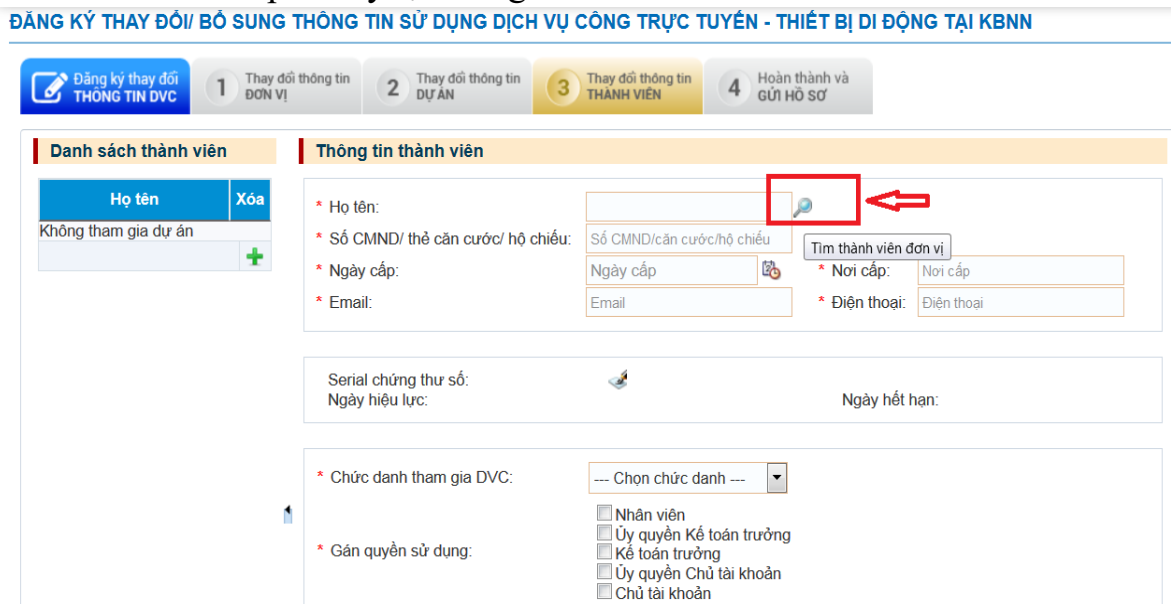 ĐĂNG KÝ THAY ĐỔI/ BỔ SUNG THÔNG TIN SỬ DỤNG DỊCH VỤ CÔNG TRỰC TUYẾN - THIẾT BỊ DI ĐỘNG TẠI KBNN
Đăng ký thay đổi
THÔNG TIN DVC
1 Thay đổi thông tin
ĐƠN VỊ
2 Thay đổi thông tin
DỰ ÁN
3 Thay đổi thông tin
THÀNH VIÊN
4 Hoàn thành và
GỬI HỒ SƠ
Danh sách thành viên
Họ tên Xóa
Không tham gia dự án
Thông tin thành viên
* Họ tên:
* Số CMND/ thẻ căn cước/ hộ chiếu: Số CMND/căn cước/hộ chiếu
Tìm thành viên đơn vị
* Ngày cấp: Ngày cấp * Nơi cấp: Nơi cấp
* Email: Email * Điện thoại: Điện thoại
Serial chứng thư số:
Ngày hiệu lực: Ngày hết hạn:
* Chức danh tham gia DVC: --- Chọn chức danh ---
* Gán quyền sử dụng:
Nhân viên
Ủy quyền Kế toán trưởng
Kế toán trưởng
Ủy quyền Chủ tài khoản
Chủ tài khoản